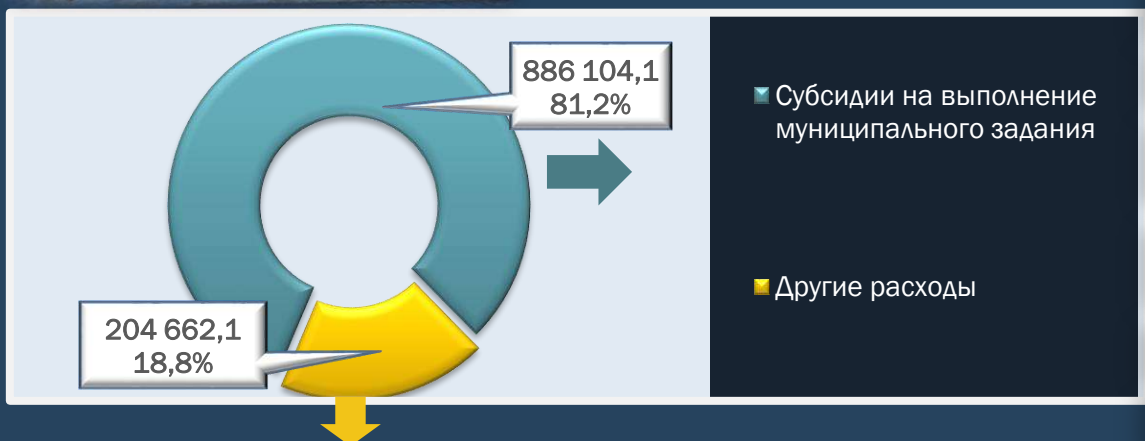 886 104,1
81,2%
Субсидии на выполнение
муниципального задания
Другие расходы
204 662,1
18,8%